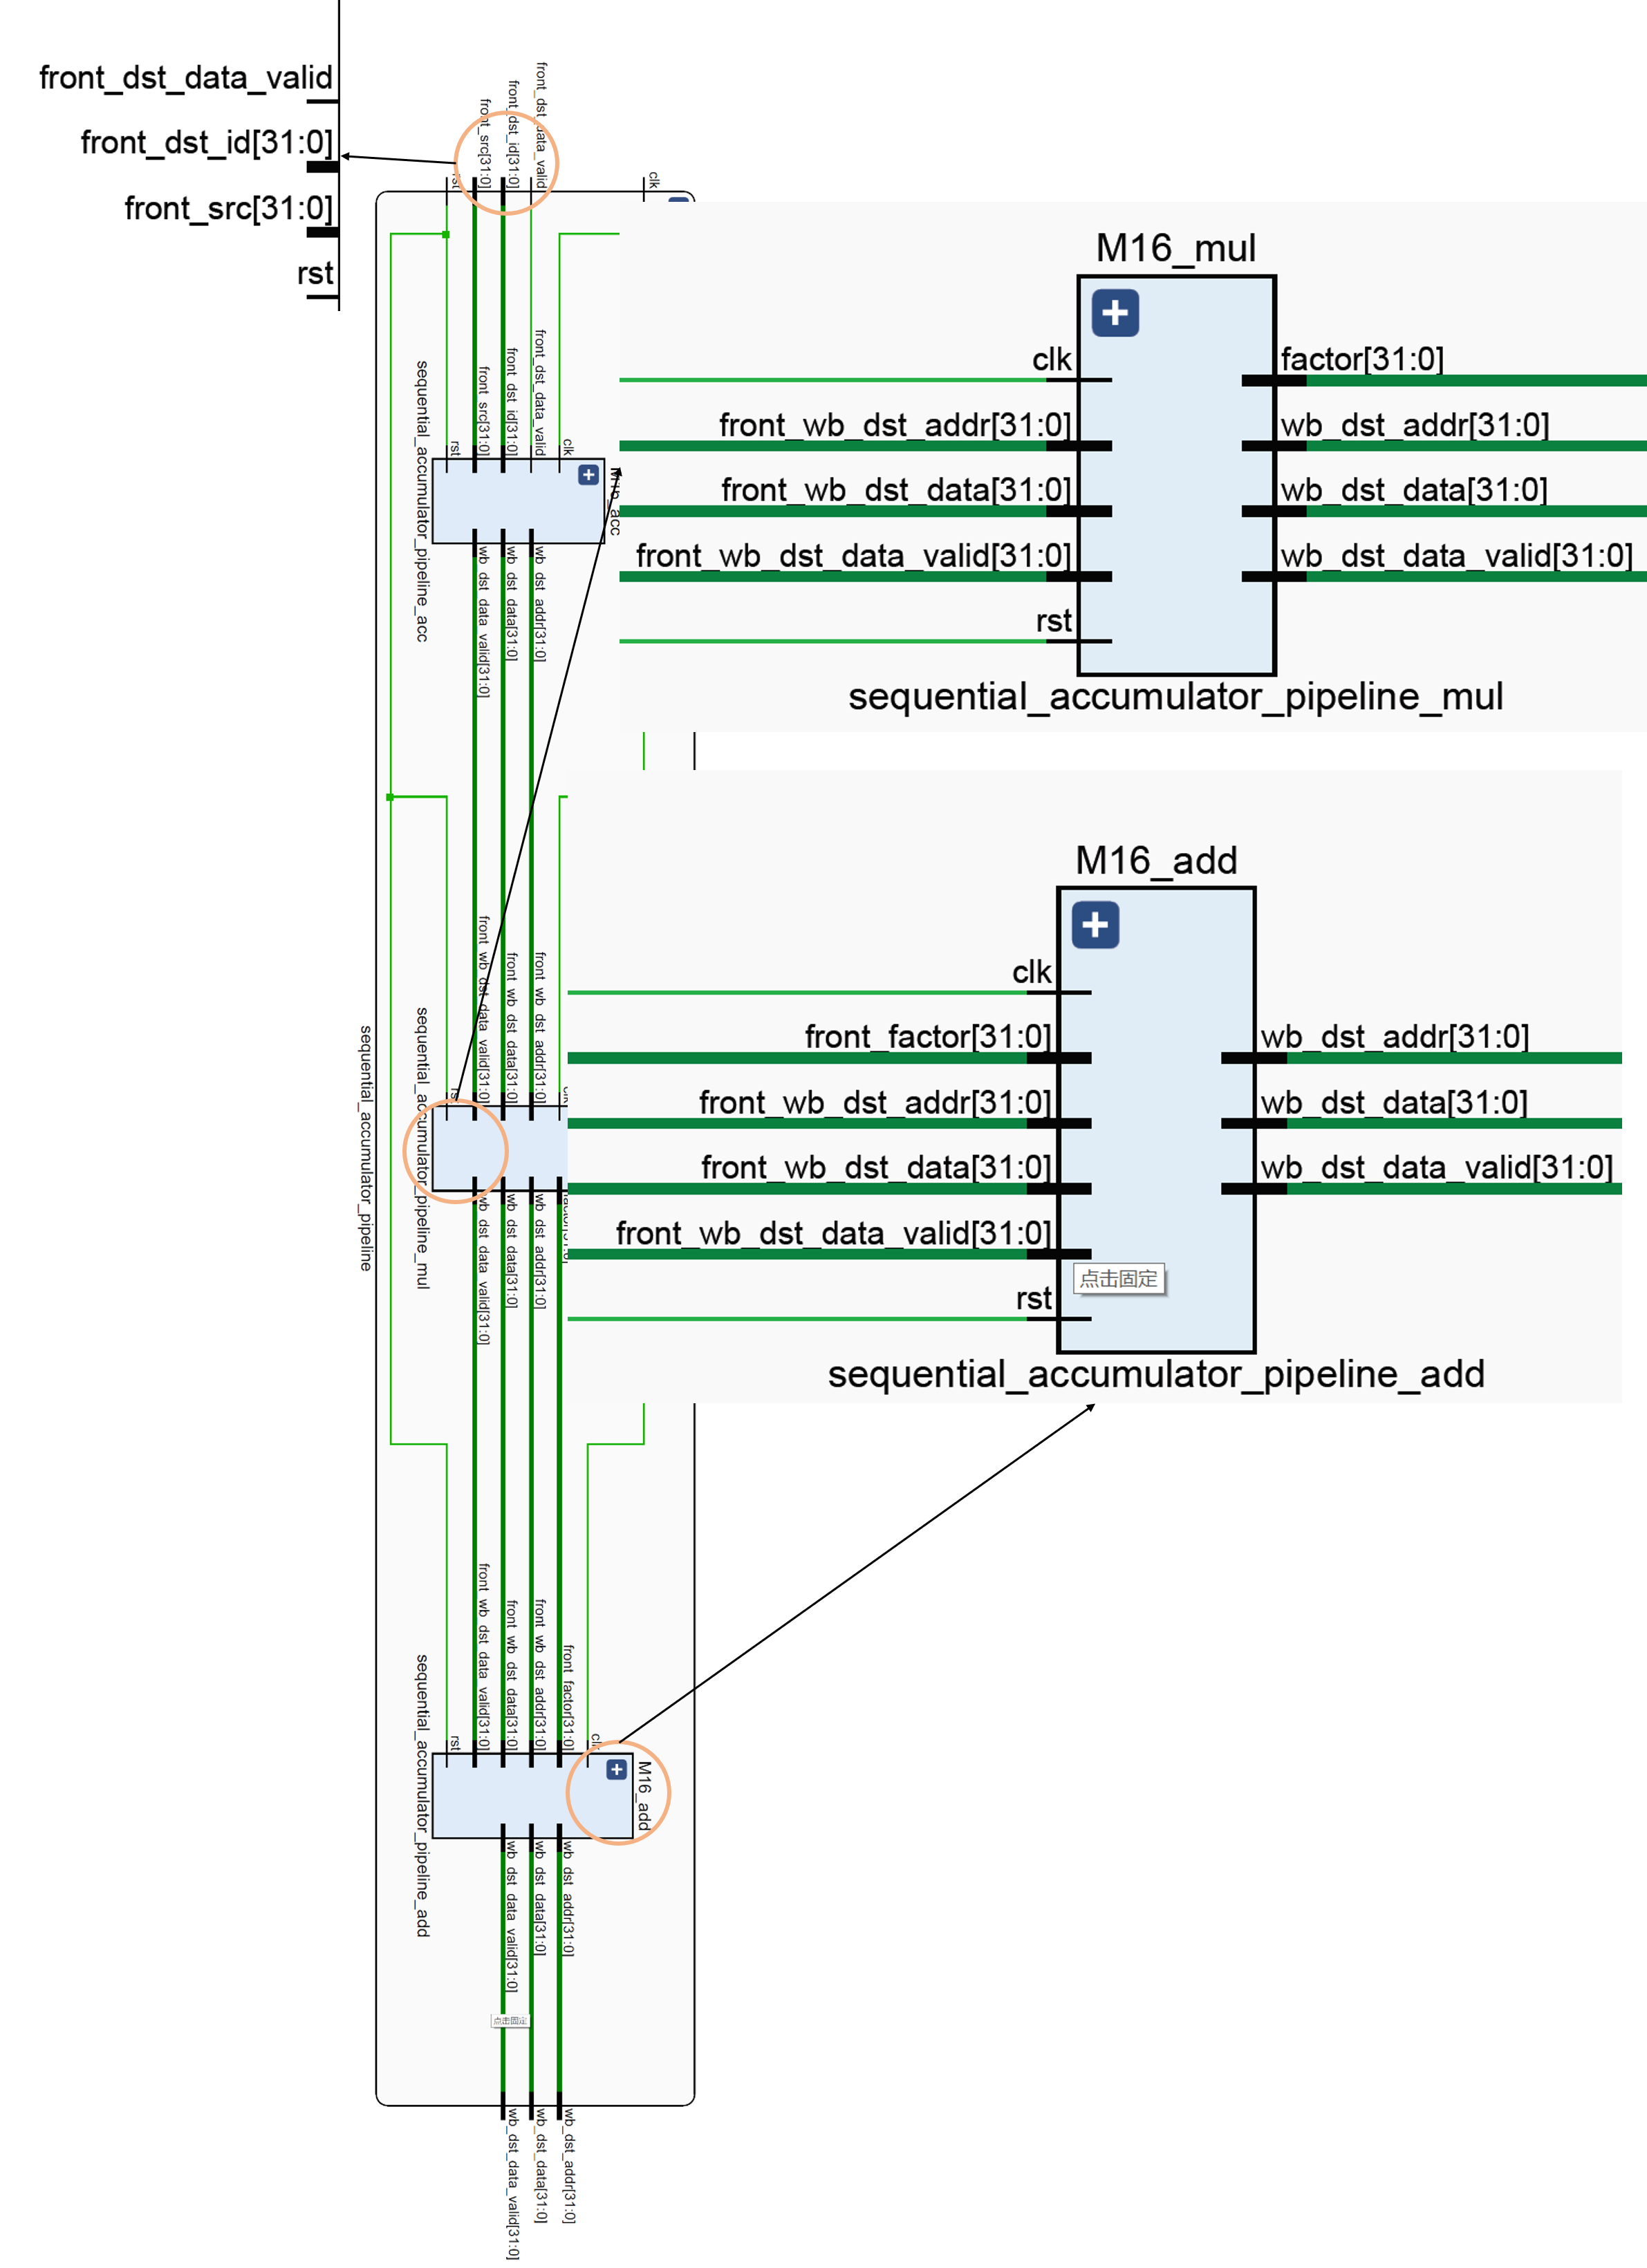 front_dst_data_valid
front_dst_id[31:0]
front_src[31:0]
rst
rst
front_src[31:0]
front_dst_id[31:0]
front_dst_data_valid
clk
sequential_accumulator_pipeline_acc
rst
front_src[31:0]
front_dst_id[31:0]
front_dst_data_valid
clk
M16_acc
wb_dst_data_valid[31:0]
wb_dst_data[31:0]
wb_dst_addr[31:0]
M16_mul
clk
front_wb_dst_addr[31:0]
front_wb_dst_data[31:0]
front_wb_dst_data_valid[31:0]
rst
factor[31:0]
wb_dst_addr[31:0]
wb_dst_data[31:0]
wb_dst_data_valid[31:0]
sequential_accumulator_pipeline_mul
sequential_accumulator_pipeline
sequential_accumulator_pipeline_mul
rst
front_wb_dst_data_valid[31:0]
front_wb_dst_data[31:0]
front_wb_dst_addr[31:0]
clk
wb_dst_data_valid[31:0]
wb_dst_data[31:0]
wb_dst_addr[31:0]
factor[31:0]
M16_add
clk
front_factor[31:0]
front_wb_dst_addr[31:0]
front_wb_dst_data[31:0]
front_wb_dst_data_valid[31:0]
rst
wb_dst_addr[31:0]
wb_dst_data[31:0]
wb_dst_data_valid[31:0]
点击固定
sequential_accumulator_pipeline_add
sequential_accumulator_pipeline_add
rst
front_wb_dst_data_valid[31:0]
front_wb_dst_data[31:0]
front_wb_dst_addr[31:0]
front_factor[31:0]
clk
M16_add
wb_dst_data_valid[31:0]
wb_dst_data[31:0]
wb_dst_addr[31:0]
点击固定
wb_dst_data_valid[31:0]
wb_dst_data[31:0]
wb_dst_addr[31:0]